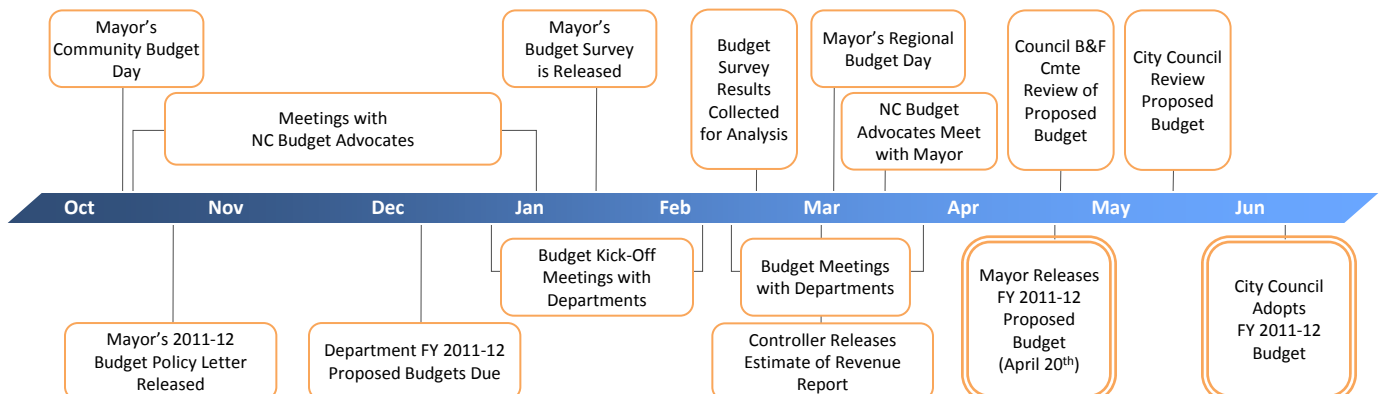 Mayor’s
Community Budget
Day
Meetings with
NC Budget Advocates
Mayor’s
Budget Survey
is Released
Budget
Survey
Results
Collected
for Analysis
Mayor’s Regional
Budget Day
NC Budget
Advocates Meet
with Mayor
Council B&F
Cmte
Review of
Proposed
Budget
City Council
Review
Proposed
Budget
Oct Nov Dec Jan Feb Mar Apr May Jun
Mayor’s 2011-12
Budget Policy Letter
Released
Department FY 2011-12
Proposed Budgets Due
Budget Kick-Off
Meetings with
Departments
Budget Meetings
with Departments
Controller Releases
Estimate of Revenue
Report
Mayor Releases
FY 2011-12
Proposed
Budget
(April 20th)
City Council
Adopts
FY 2011-12
Budget